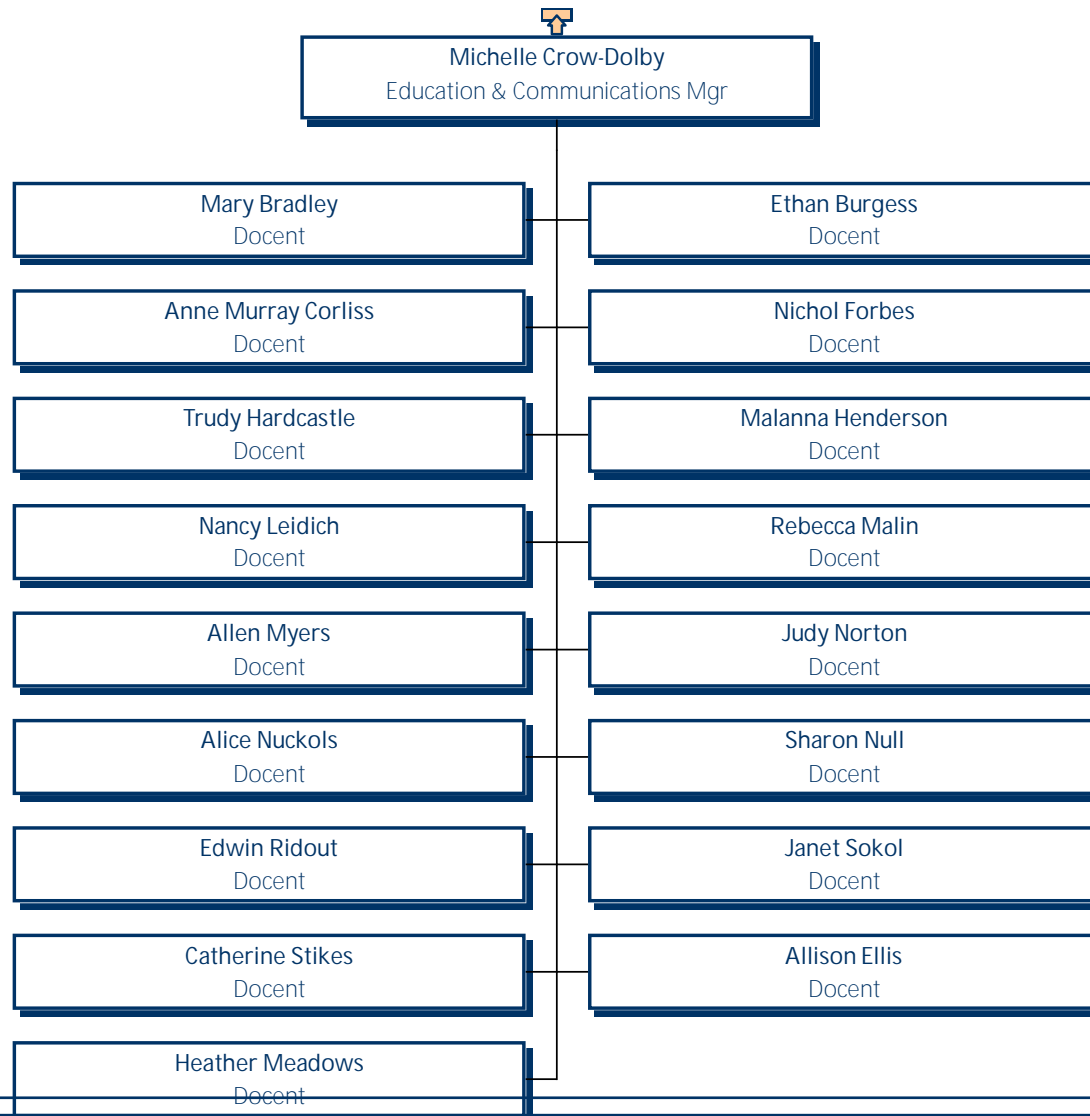 Michelle Crow-Dolby
Education & Communications Mgr
Mary Bradley
Docent
Ethan Burgess
Docent
Anne Murray Corliss
Docent
Nichol Forbes
Docent
Trudy Hardcastle
Docent
Malanna Henderson
Docent
Nancy Leidich
Docent
Rebecca Malin
Docent
Allen Myers
Docent
Judy Norton
Docent
Alice Nuckols
Docent
Sharon Null
Docent
Edwin Ridout
Docent
Janet Sokol
Docent
Catherine Stikes
Docent
Allison Ellis
Docent
Heather Meadows
Docent